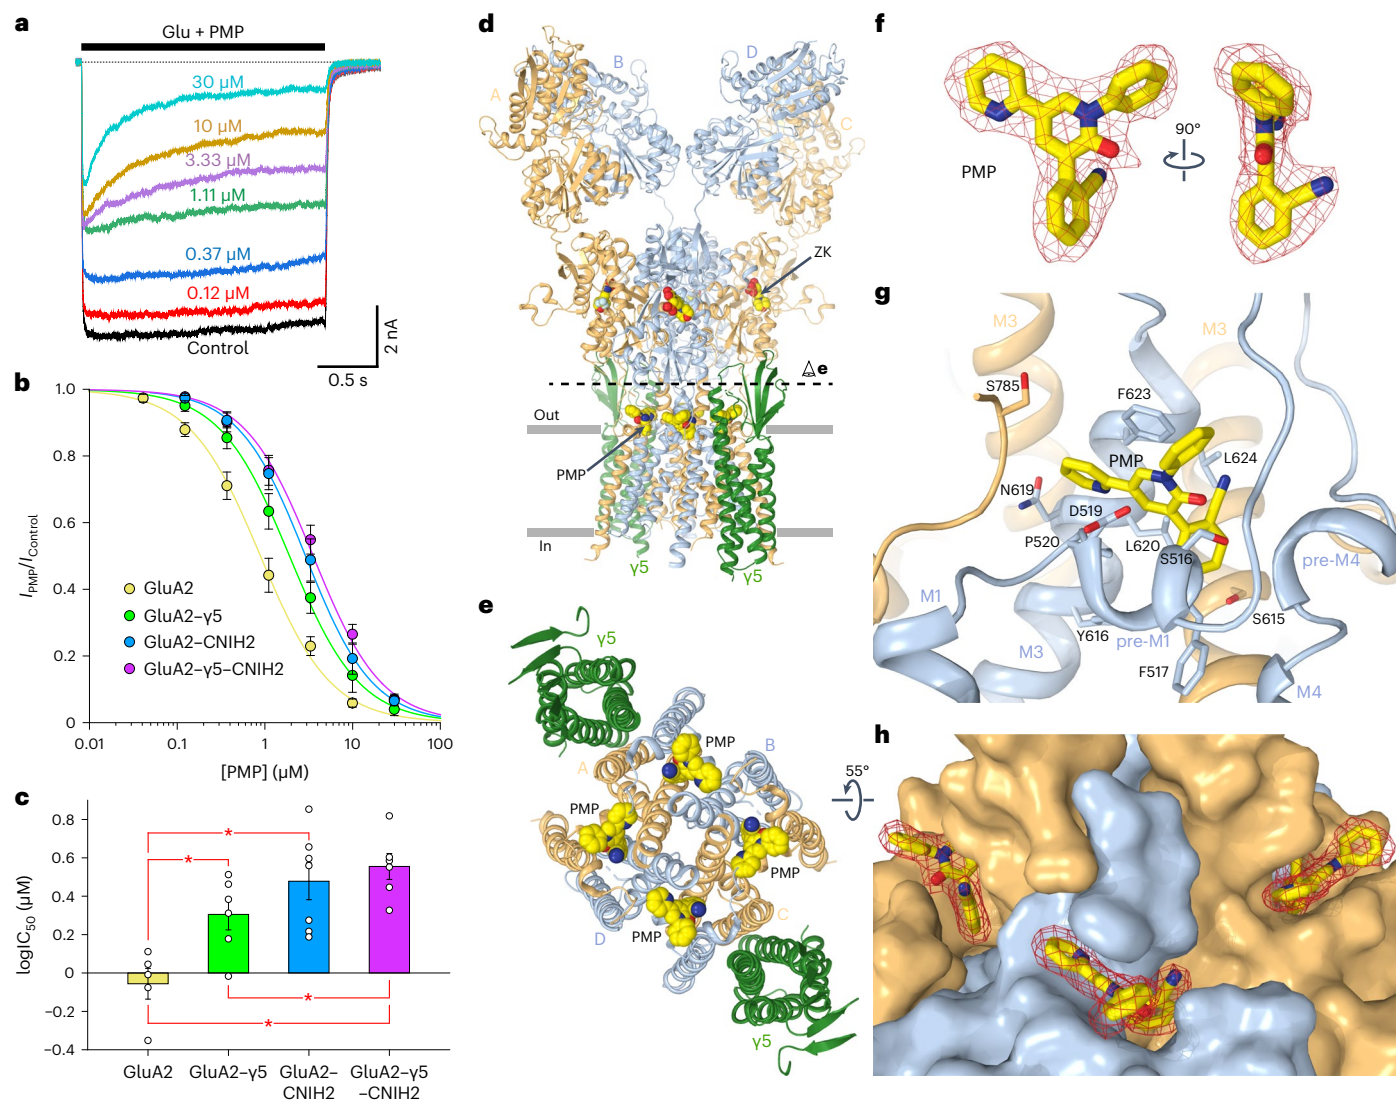 a
Glu + PMP
30 µM
10 µM
3.33 µM
1.11 µM
0.37 µM
0.12 µM
Control
2 nA
0.5 s
b
I_PMP/I_Control
1.0
0.8
0.6
0.4
0.2
0
GluA2
GluA2–γ5
GluA2–CNIH2
GluA2–γ5–CNIH2
0.01
0.1
1
10
100
[PMP] (µM)
c
logIC50 (µM)
0.8
0.6
0.4
0.2
0
–0.2
–0.4
*
*
*
*
GluA2
GluA2–γ5
GluA2–
CNIH2
GluA2–γ5
–CNIH2
d
A
B
D
C
ZK
e
Out
PMP
In
γ5
γ5
e
γ5
PMP
B
A
PMP
PMP
D
PMP
C
γ5
f
PMP
90°
g
M3
M3
S785
F623
PMP
L624
N619
D519
P520
L620
S516
pre-M4
M1
S615
Y616
pre-M1
M3
F517
M4
h
55°